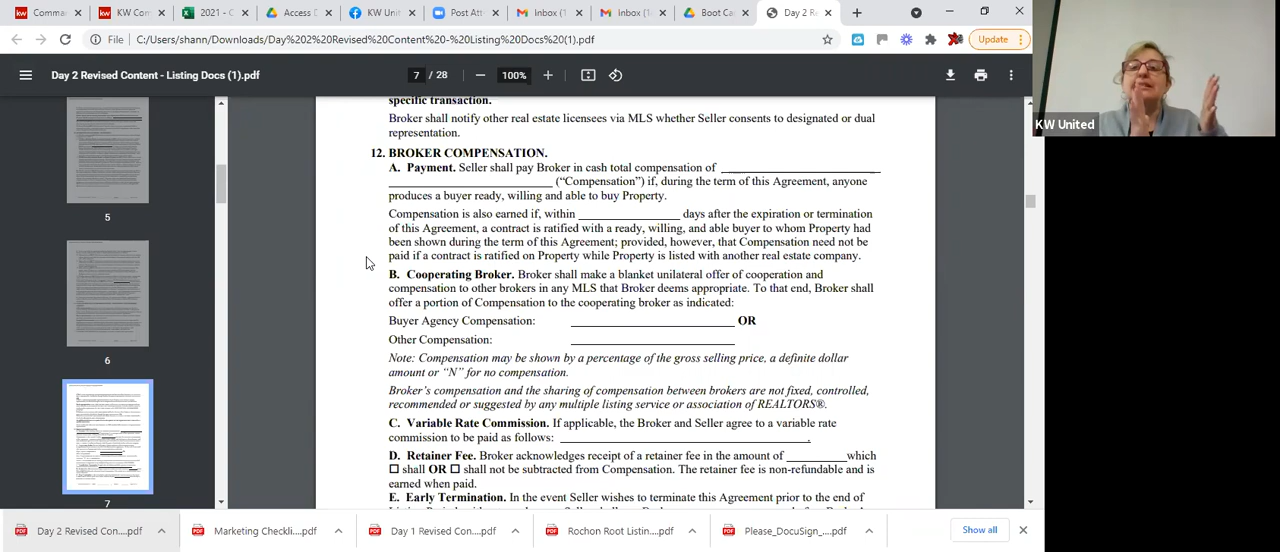 Comman
KW Com
2021 - C
Access D
KW Unit
Post Att
Inbox (1
Inbox (1
Boot Ca
Day 2 Re
File
C:/Users/shann/Downloads/Day%202%20Revised%20Content%20-%20Listing%20Docs%20(1).pdf
Update
Day 2 Revised Content - Listing Docs (1).pdf
7 / 28
100%
KW United
5
6
7
specific transaction.
Broker shall notify other real estate licensees via MLS whether Seller consents to designated or dual
representation.
12. BROKER COMPENSATION.
A. Payment. Seller shall pay Broker in cash total compensation of
("Compensation") if, during the term of this Agreement, anyone
produces a buyer ready, willing and able to buy Property.
Compensation is also earned if, within ____ days after the expiration or termination
of this Agreement, a contract is ratified with a ready, willing, and able buyer to whom Property had
been shown during the term of this Agreement; provided, however, that Compensation need not be
paid if a contract is ratified on Property while Property is listed with another real estate company.
B. Cooperating Broker. Broker shall make a blanket unilateral offer of cooperation and
compensation to other brokers in any MLS that Broker deems appropriate. To that end, Broker shall
offer a portion of Compensation to the cooperating broker as indicated:
Buyer Agency Compensation: ____ OR
Other Compensation:
Note: Compensation may be shown by a percentage of the gross selling price, a definite dollar
amount or "N" for no compensation.
Broker's compensation and the sharing of compensation between brokers are not fixed, controlled,
recommended or suggested by any multiple listing service or association of REALTORS®.
C. Variable Rate Commission. If applicable, the Broker and Seller agree to a variable rate
commission to be paid as follows: ____.
D. Retainer Fee. Broker acknowledges receipt of a retainer fee in the amount of ____ which
☐ shall OR ☐ shall not be subtracted from Compensation. The retainer fee is non-refundable and is
earned when paid.
E. Early Termination. In the event Seller wishes to terminate this Agreement prior to the end of
Day 2 Revised Con....pdf
Marketing Checkli....pdf
Day 1 Revised Con....pdf
Rochon Root Listin....pdf
Please_DocuSign_....pdf
Show all